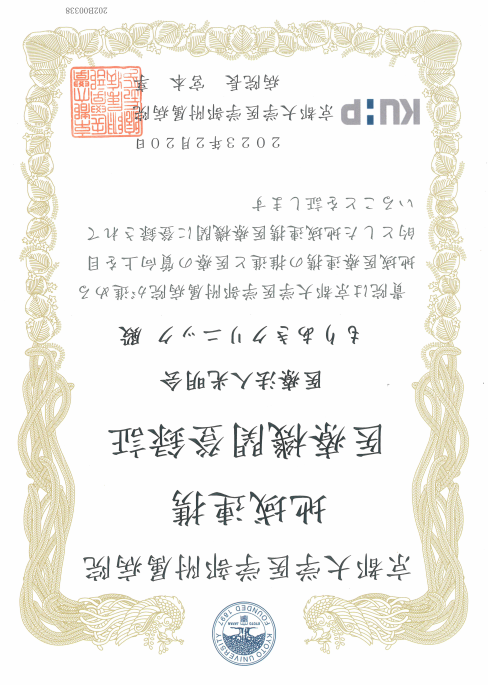 KYOTO UNIVERSITY
FOUNDED 1897
KYOTO JAPAN
京都大学医学部附属病院
地域連携
医療機関登録証
医療法人光明会
もりあきクリニック 殿
貴院は京都大学医学部附属病院が進める
地域医療連携の推進と医療の質向上を目
的とした地域連携医療機関に登録されて
いることを証します
2023年2月20日
KUHP 京都大学医学部附属病院
病院長 宮本 享
202B00338